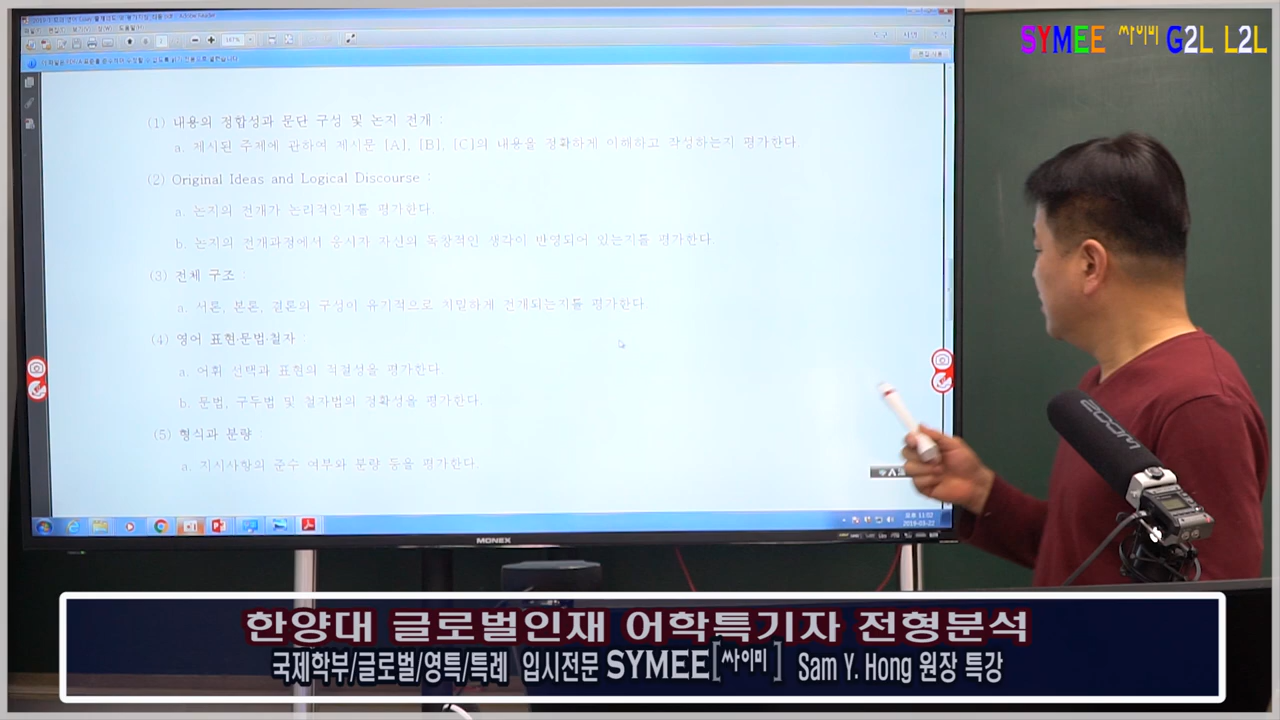 SYMEE 싸이미 G2L L2L
(1) 내용의 정합성과 문단 구성 및 논지 전개 :
a. 제시된 주제에 관하여 제시문 [A], [B], [C]의 내용을 정확하게 이해하고 작성하는지 평가한다.
(2) Original Ideas and Logical Discourse :
a. 논지의 전개가 논리적인지를 평가한다.
b. 논지의 전개과정에서 응시자 자신의 독창적인 생각이 반영되어 있는지를 평가한다.
(3) 전체 구조 :
a. 서론, 본론, 결론의 구성이 유기적으로 치밀하게 전개되는지를 평가한다.
(4) 영어 표현·문법·철자 :
a. 어휘 선택과 표현의 적절성을 평가한다.
b. 문법, 구두법 및 철자법의 정확성을 평가한다.
(5) 형식과 분량 :
a. 지시사항의 준수 여부와 분량 등을 평가한다.
오후 11:02
2019-03-22
MONEX
ZOOM
한양대 글로벌인재 어학특기자 전형분석
국제학부/글로벌/영특/특례 입시전문 SYMEE[싸이미] Sam Y. Hong 원장 특강